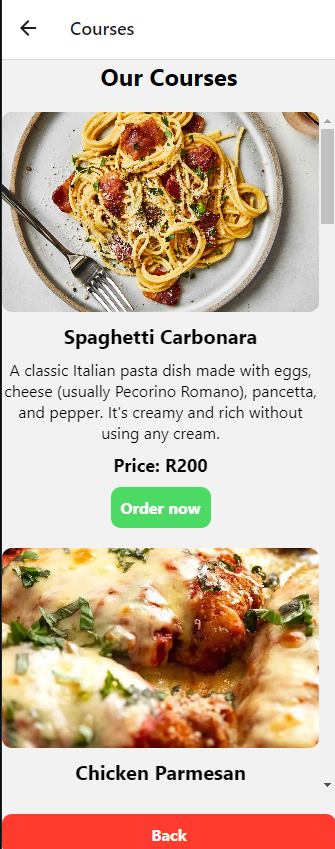 Courses
Our Courses
Spaghetti Carbonara
A classic Italian pasta dish made with eggs,
cheese (usually Pecorino Romano), pancetta,
and pepper. It's creamy and rich without
using any cream.
Price: R200
Order now
Chicken Parmesan
Back